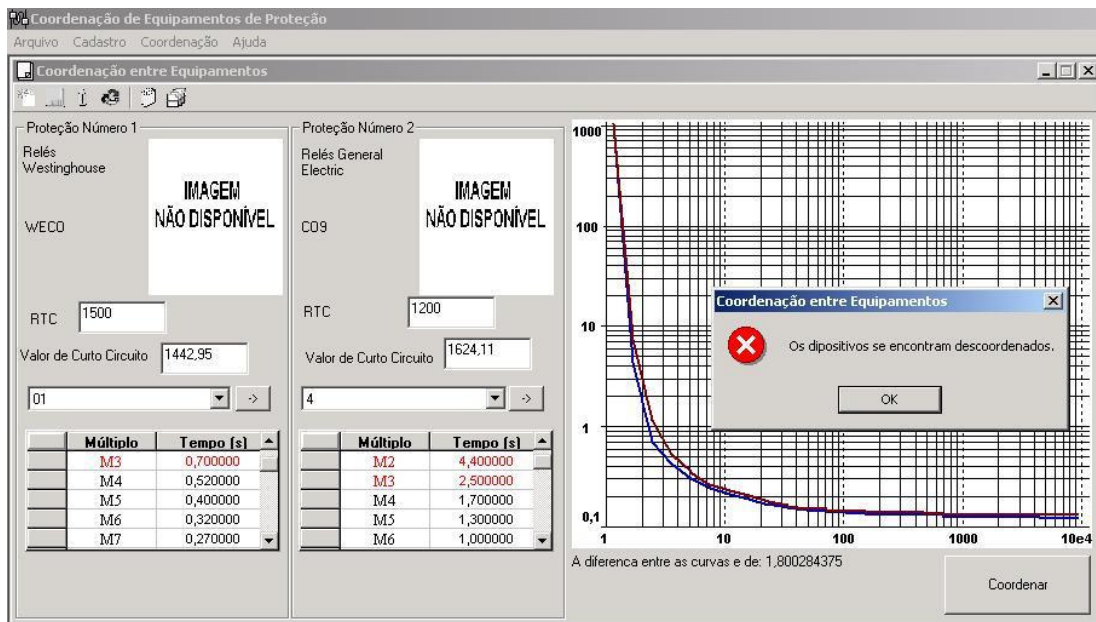 Coordenação de Equipamentos de Proteção
Arquivo Cadastro Coordenação Ajuda
Coordenação entre Equipamentos
Proteção Número 1
Relés
Westinghouse
IMAGEM
NÃO DISPONÍVEL
WECO
RTC 1500
Valor de Curto Circuito 1442,95
01 ->
Múltiplo Tempo (s)
M3 0,700000
M4 0,520000
M5 0,400000
M6 0,320000
M7 0,270000
Proteção Número 2
Relés General
Electric
IMAGEM
NÃO DISPONÍVEL
CO9
RTC 1200
Valor de Curto Circuito 1624,11
4 ->
Múltiplo Tempo (s)
M2 4,400000
M3 2,500000
M4 1,700000
M5 1,300000
M6 1,000000
1000
100
10
1
0,1
1 10 100 1000 10e4
Coordenação entre Equipamentos
Os dipositivos se encontram descoordenados.
OK
A diferenca entre as curvas e de: 1,800284375
Coordenar